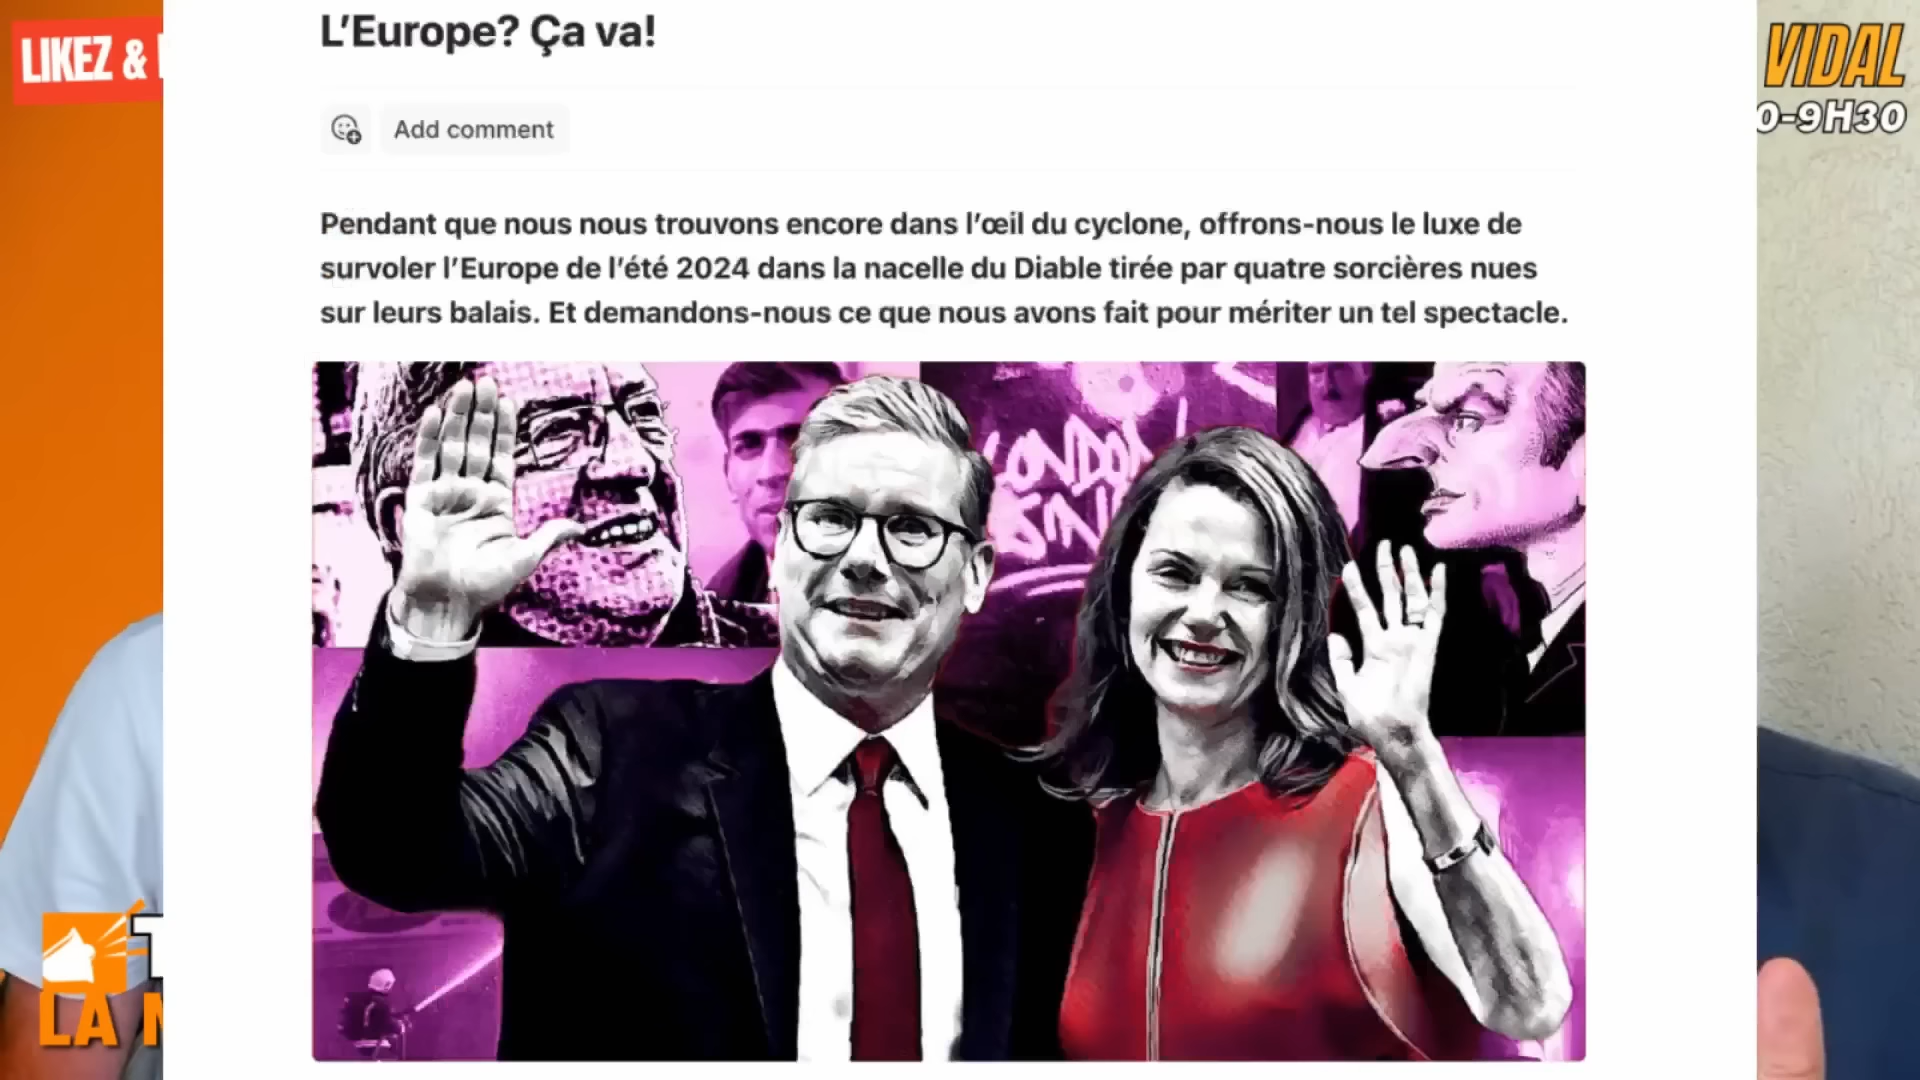 LIKEZ &
VIDAL
0-9H30
L’Europe? Ça va!
Add comment
Pendant que nous nous trouvons encore dans l’œil du cyclone, offrons-nous le luxe de
survoler l’Europe de l’été 2024 dans la nacelle du Diable tirée par quatre sorcières nues
sur leurs balais. Et demandons-nous ce que nous avons fait pour mériter un tel spectacle.
LONDON
LA